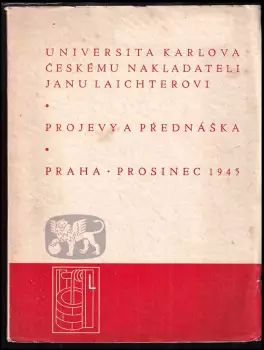 UNIVERSITA KARLOVA
ČESKÉMU NAKLADATELI
JANU LAICHTEROVI
•
PROJEVY A PŘEDNÁŠKA
•
PRAHA • PROSINEC 1945
L